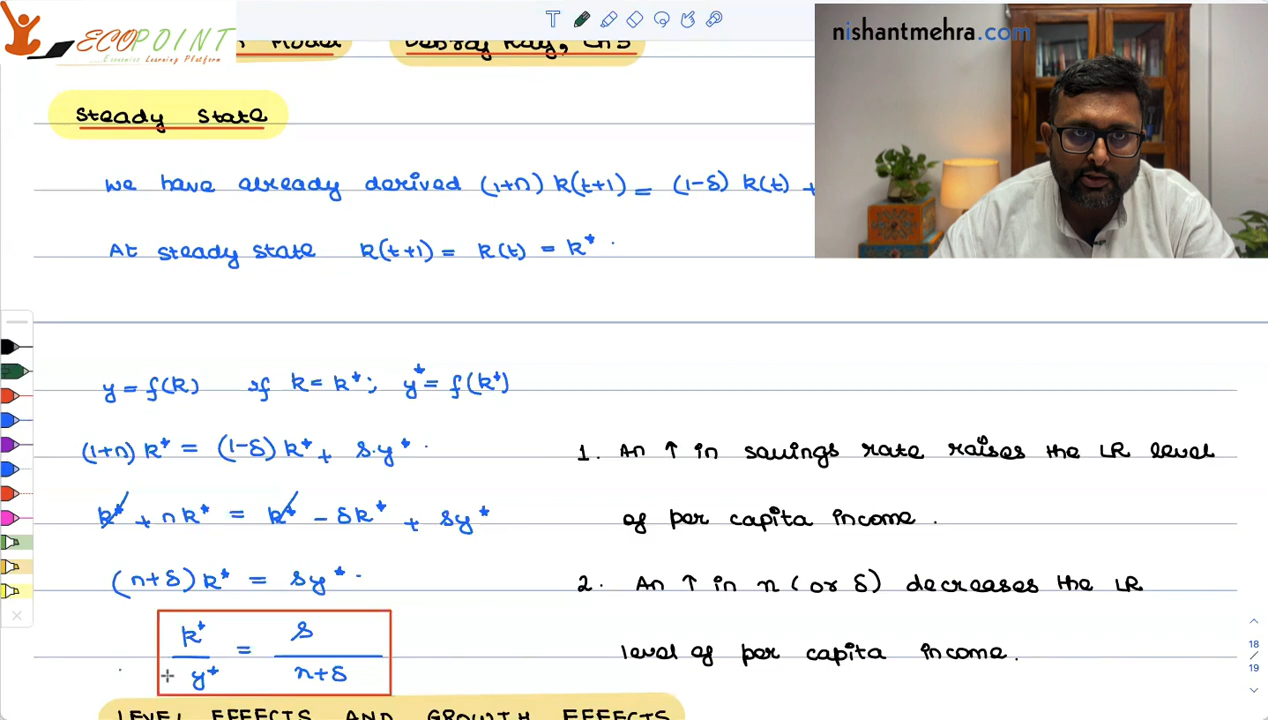 ECOPOINT
Economics Learning Platform
Model Debraj Ray, Ch3
nishantmehra.com
Steady State
We have already derived (1+n) k(t+1) = (1-δ) k(t) +
At steady state k(t+1) = k(t) = k*
y = f(k) if k = k*; y* = f(k*)
(1+n) k* = (1-δ) k* + s.y*
k* + nk* = k* - δk* + sy*
(n+δ) k* = sy*
k*/y* = s/n+δ
1. An ↑ in savings rate raises the LR level
of per capita income.
2. An ↑ in n (or δ) decreases the LR
level of per capita income.
18
19
LEVEL EFFECTS AND GROWTH EFFECTS